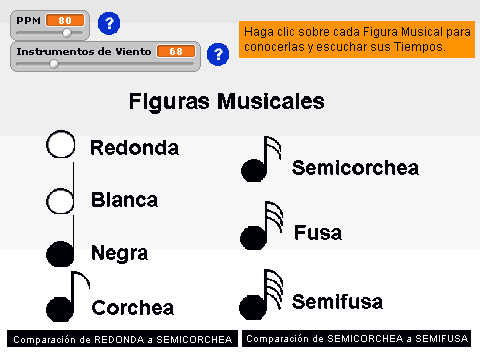 PPM 80
?
Instrumentos de Viento 68
?
Haga clic sobre cada Figura Musical para
conocerlas y escuchar sus Tiempos.
FIguras Musicales
Redonda
Blanca
Negra
Corchea
Semicorchea
Fusa
Semifusa
Comparación de REDONDA a SEMICORCHEA
Comparación de SEMICORCHEA a SEMIFUSA